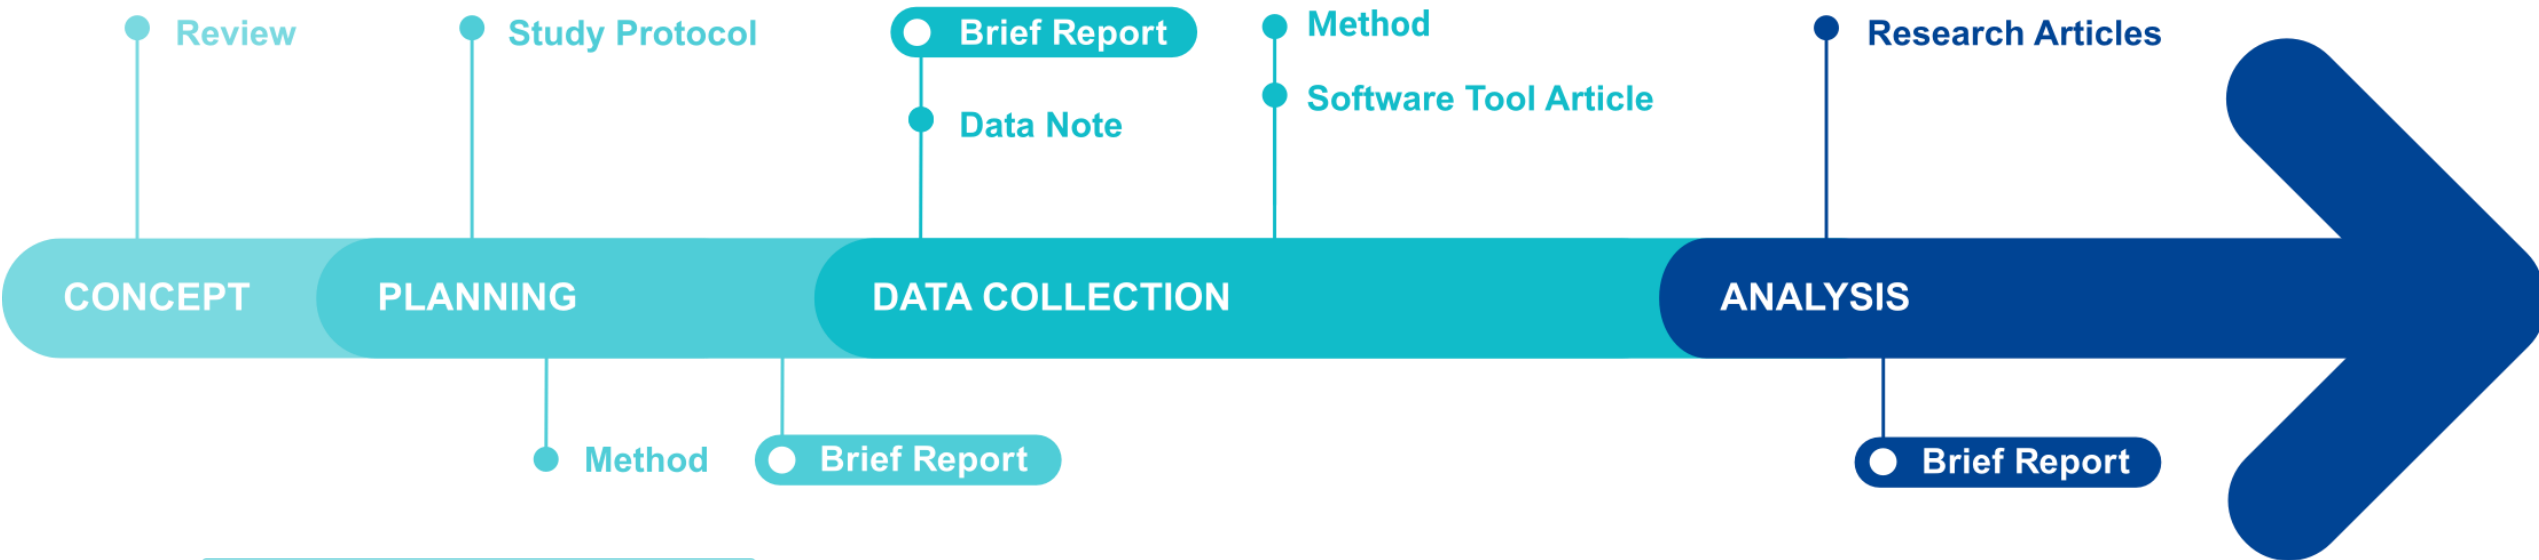 Review
Study Protocol
Brief Report
Data Note
Method
Software Tool Article
Research Articles
CONCEPT
PLANNING
DATA COLLECTION
ANALYSIS
Method
Brief Report
Brief Report